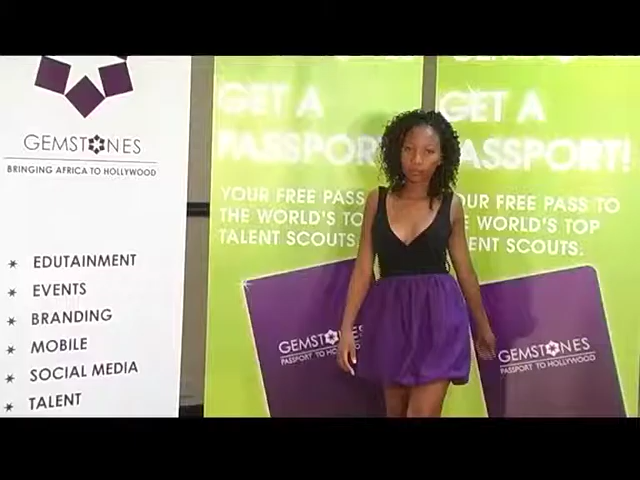 GEMSTONES
BRINGING AFRICA TO HOLLYWOOD
* EDUTAINMENT
* EVENTS
* BRANDING
* MOBILE
* SOCIAL MEDIA
* TALENT
GET A
PASSPORT
YOUR FREE PASS
THE WORLD'S TO
TALENT SCOUTS.
GEMSTONES
PASSPORT TO HOLLYWOOD
GET A
PASSPORT!
OUR FREE PASS TO
E WORLD'S TOP
ENT SCOUTS.
GEMSTONES
PASSPORT TO HOLLYWOOD